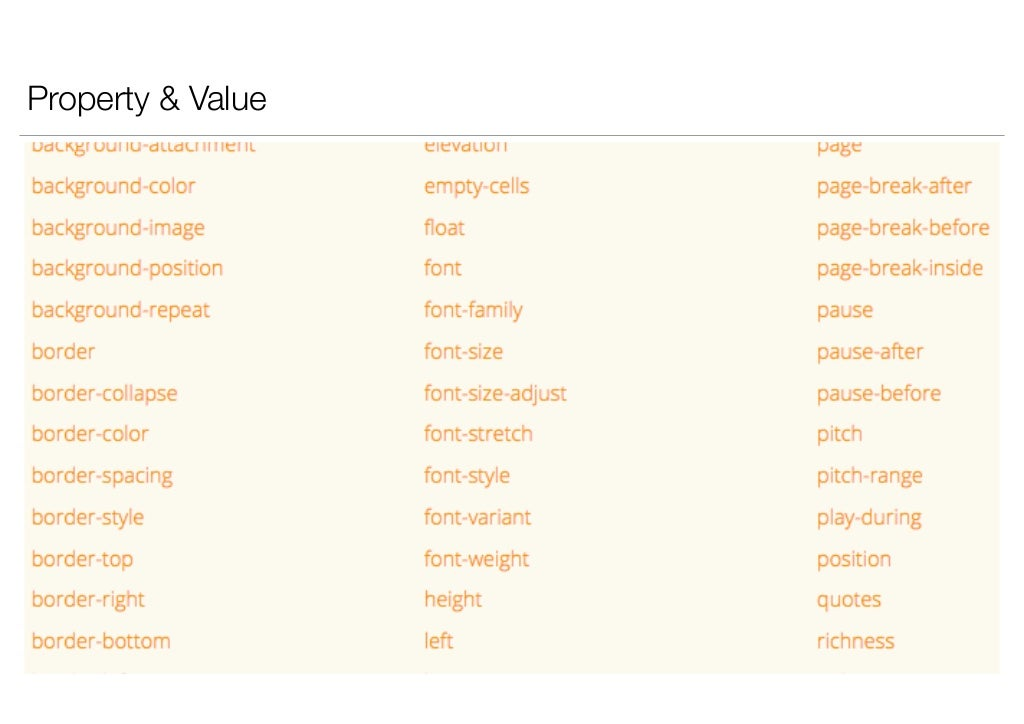 Property & Value
background-attachment
background-color
background-image
background-position
background-repeat
border
border-collapse
border-color
border-spacing
border-style
border-top
border-right
border-bottom
elevation
empty-cells
float
font
font-family
font-size
font-size-adjust
font-stretch
font-style
font-variant
font-weight
height
left
page
page-break-after
page-break-before
page-break-inside
pause
pause-after
pause-before
pitch
pitch-range
play-during
position
quotes
richness